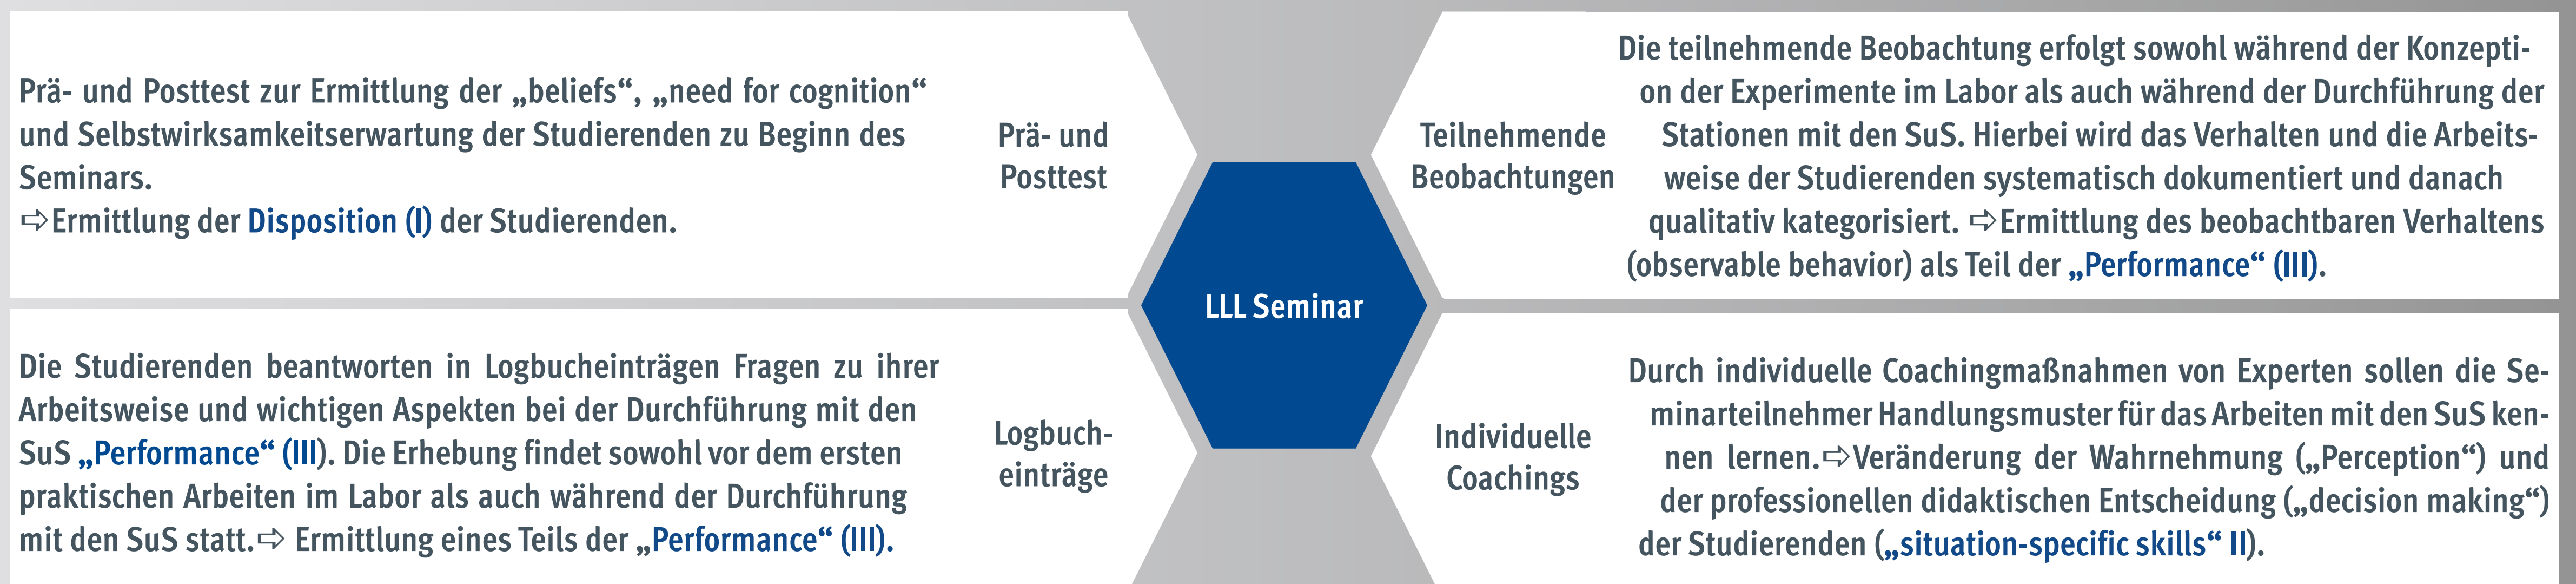 Prä- und Posttest zur Ermittlung der „beliefs“, „need for cognition“
und Selbstwirksamkeitserwartung der Studierenden zu Beginn des
Seminars.
⇨Ermittlung der Disposition (I) der Studierenden.
Prä- und
Posttest
Teilnehmende
Beobachtungen
Die teilnehmende Beobachtung erfolgt sowohl während der Konzepti-
on der Experimente im Labor als auch während der Durchführung der
Stationen mit den SuS. Hierbei wird das Verhalten und die Arbeits-
weise der Studierenden systematisch dokumentiert und danach
qualitativ kategorisiert. ⇨Ermittlung des beobachtbaren Verhaltens
(observable behavior) als Teil der „Performance“ (III).
LLL Seminar
Die Studierenden beantworten in Logbucheinträgen Fragen zu ihrer
Arbeitsweise und wichtigen Aspekten bei der Durchführung mit den
SuS „Performance“ (III). Die Erhebung findet sowohl vor dem ersten
praktischen Arbeiten im Labor als auch während der Durchführung
mit den SuS statt.⇨ Ermittlung eines Teils der „Performance“ (III).
Logbuch-
einträge
Individuelle
Coachings
Durch individuelle Coachingmaßnahmen von Experten sollen die Se-
minarteilnehmer Handlungsmuster für das Arbeiten mit den SuS ken-
nen lernen.⇨Veränderung der Wahrnehmung („Perception“) und
der professionellen didaktischen Entscheidung („decision making“)
der Studierenden („situation-specific skills“ II).